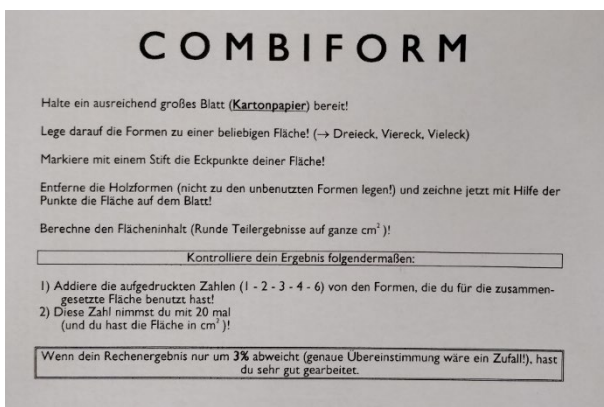 COMBIFORM
Halte ein ausreichend großes Blatt (Kartonpapier) bereit!
Lege darauf die Formen zu einer beliebigen Fläche! (→ Dreieck, Viereck, Vieleck)
Markiere mit einem Stift die Eckpunkte deiner Fläche!
Entferne die Holzformen (nicht zu den unbenutzten Formen legen!) und zeichne jetzt mit Hilfe der
Punkte die Fläche auf dem Blatt!
Berechne den Flächeninhalt (Runde Teilergebnisse auf ganze cm²)!
Kontrolliere dein Ergebnis folgendermaßen:
1) Addiere die aufgedruckten Zahlen (1 - 2 - 3 - 4 - 6) von den Formen, die du für die zusammen-
gesetzte Fläche benutzt hast!
2) Diese Zahl nimmst du mit 20 mal
(und du hast die Fläche in cm²)!
Wenn dein Rechenergebnis nur um 3% abweicht (genaue Übereinstimmung wäre ein Zufall!), hast
du sehr gut gearbeitet.